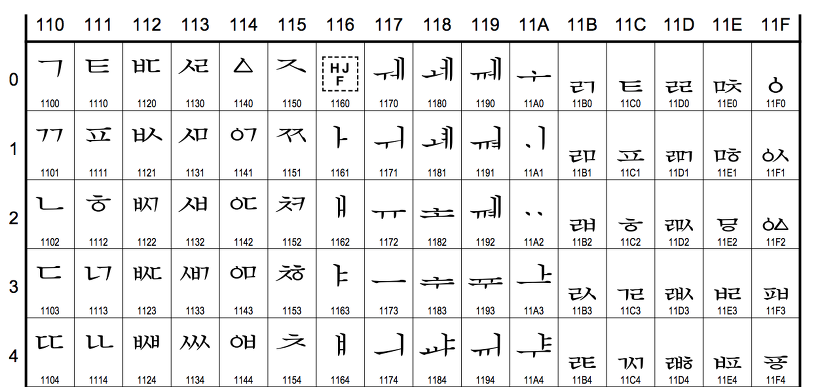 110 111 112 113 114 115 116 117 118 119 11A 11B 11C 11D 11E 11F
0 ᄀ ᄐ ᄠ ᄰ ᅀ ᅐ HJ F ᅰ ᆀ ᆐ ᆠ ᆰ ᇀ ᇐ ᇠ ᇰ
1100 1110 1120 1130 1140 1150 1160 1170 1180 1190 11A0 11B0 11C0 11D0 11E0 11F0
1 ᄁ ᄑ ᄡ ᄱ ᅁ ᅑ ᅡ ᅱ ᆁ ᆑ ᆡ ᆱ ᇁ ᇑ ᇡ ᇱ
1101 1111 1121 1131 1141 1151 1161 1171 1181 1191 11A1 11B1 11C1 11D1 11E1 11F1
2 ᄂ ᄒ ᄢ ᄲ ᅂ ᅒ ᅢ ᅲ ᆂ ᆒ ᆢ ᆲ ᇂ ᇒ ᇢ ᇲ
1102 1112 1122 1132 1142 1152 1162 1172 1182 1192 11A2 11B2 11C2 11D2 11E2 11F2
3 ᄃ ᄓ ᄣ ᄳ ᅃ ᅓ ᅣ ᅳ ᆃ ᆓ ᆣ ᆳ ᇃ ᇓ ᇣ ᇳ
1103 1113 1123 1133 1143 1153 1163 1173 1183 1193 11A3 11B3 11C3 11D3 11E3 11F3
4 ᄄ ᄔ ᄤ ᄴ ᅄ ᅔ ᅤ ᅴ ᆄ ᆔ ᆤ ᆴ ᇄ ᇔ ᇤ ᇴ
1104 1114 1124 1134 1144 1154 1164 1174 1184 1194 11A4 11B4 11C4 11D4 11E4 11F4